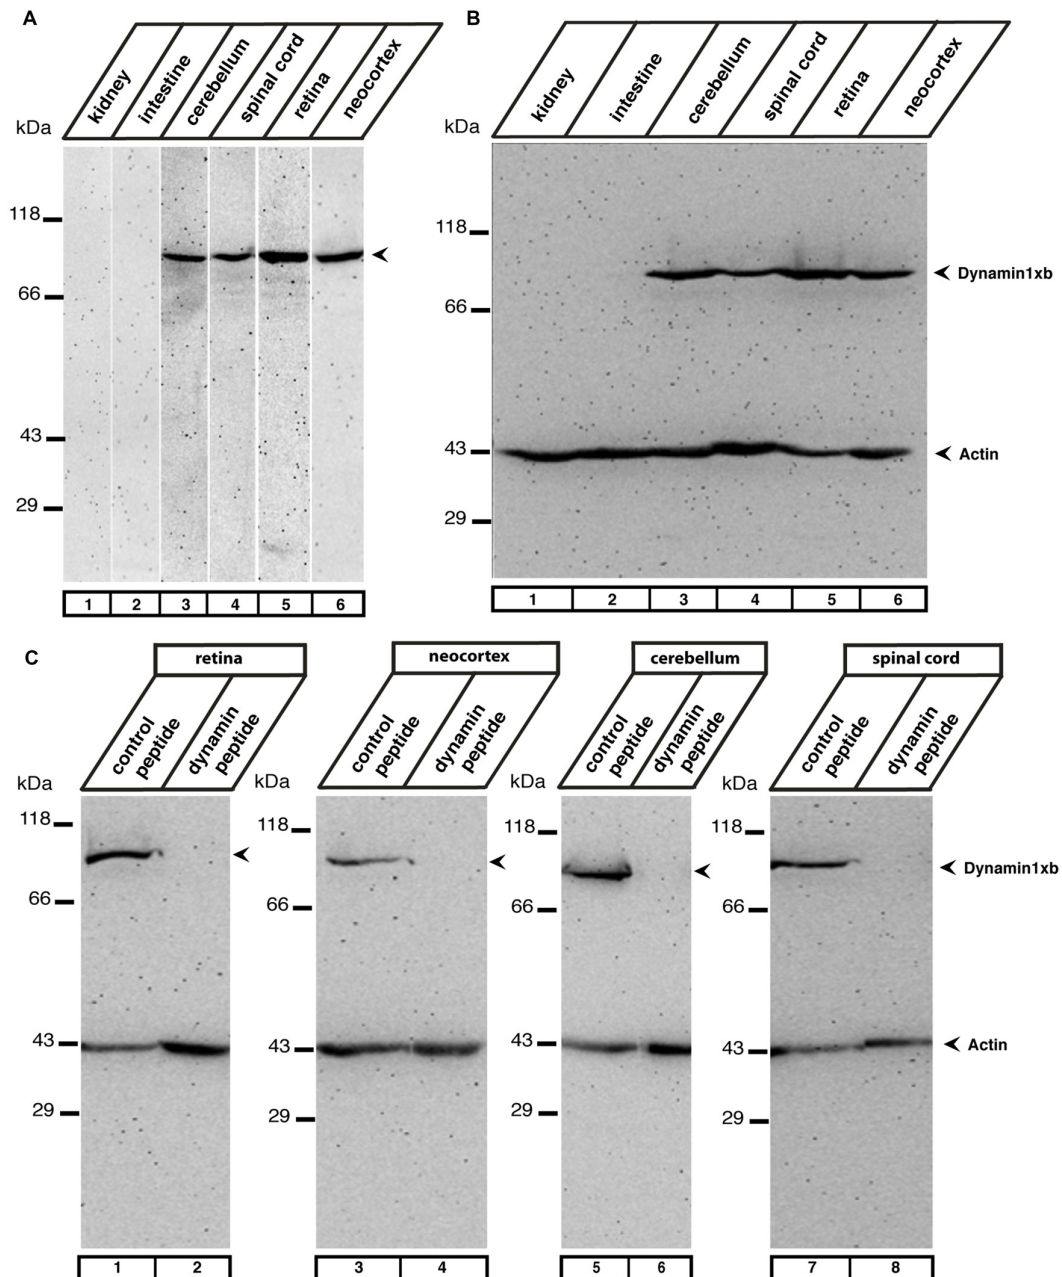 A
kidney
intestine
cerebellum
spinal cord
retina
neocortex
kDa
118
66
43
29
1 2 3 4 5 6
B
kidney
intestine
cerebellum
spinal cord
retina
neocortex
kDa
118
66
43
29
Dynamin1xb
Actin
1 2 3 4 5 6
C
retina
control
peptide
dynamin
peptide
kDa
118
66
43
29
1 2
neocortex
control
peptide
dynamin
peptide
kDa
118
66
43
29
3 4
cerebellum
control
peptide
dynamin
peptide
118
66
43
29
5 6
spinal cord
control
peptide
dynamin
peptide
kDa
118
66
43
29
Dynamin1xb
Actin
7 8